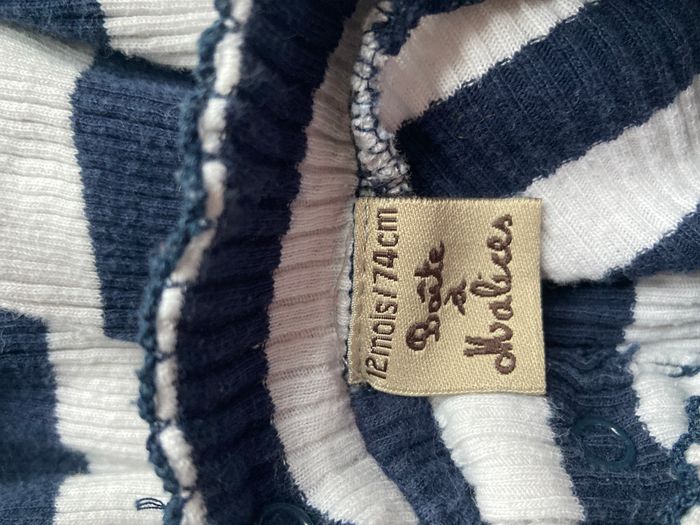 12mois/74cm
Boîte
à
Malices